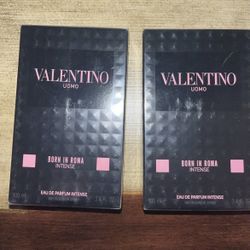 VALENTINO
UOMO
BORN IN ROMA
INTENSE
EAU DE PARFUM INTENSE
VALENTINO
UOMO
BORN IN ROMA
INTENSE
EAU DE PARFUM INTENSE